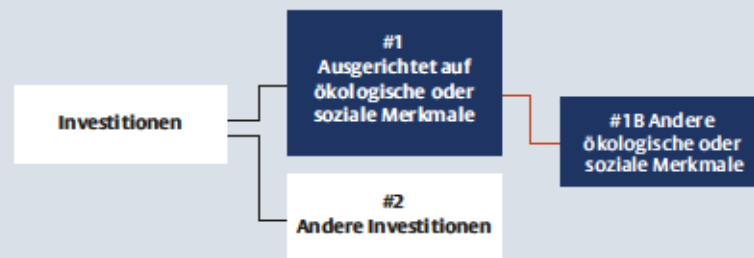 Investitionen
#1
Ausgerichtet auf
ökologische oder
soziale Merkmale
#1B Andere
ökologische oder
soziale Merkmale
#2
Andere Investitionen